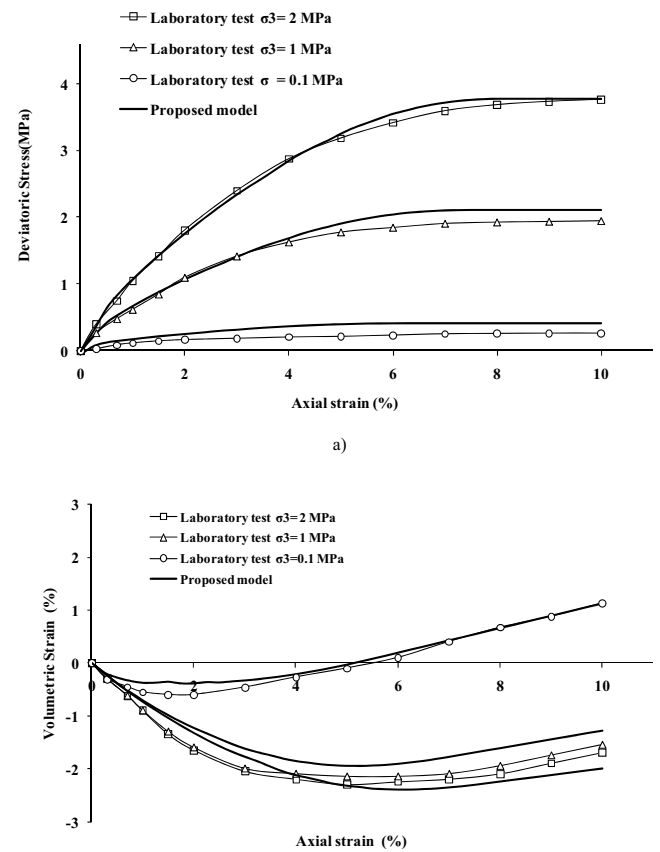 Laboratory test σ3= 2 MPa
Laboratory test σ3= 1 MPa
Laboratory test σ = 0.1 MPa
Proposed model
Deviatoric Stress(MPa)
4
3
2
1
0
0 2 4 6 8 10
Axial strain (%)
a)
Laboratory test σ3=2 MPa
Laboratory test σ3=1 MPa
Laboratory test σ3=0.1 MPa
Proposed model
Volumetric Strain (%)
3
2
1
0
-1
-2
-3
0 2 4 6 8 10
Axial strain (%)